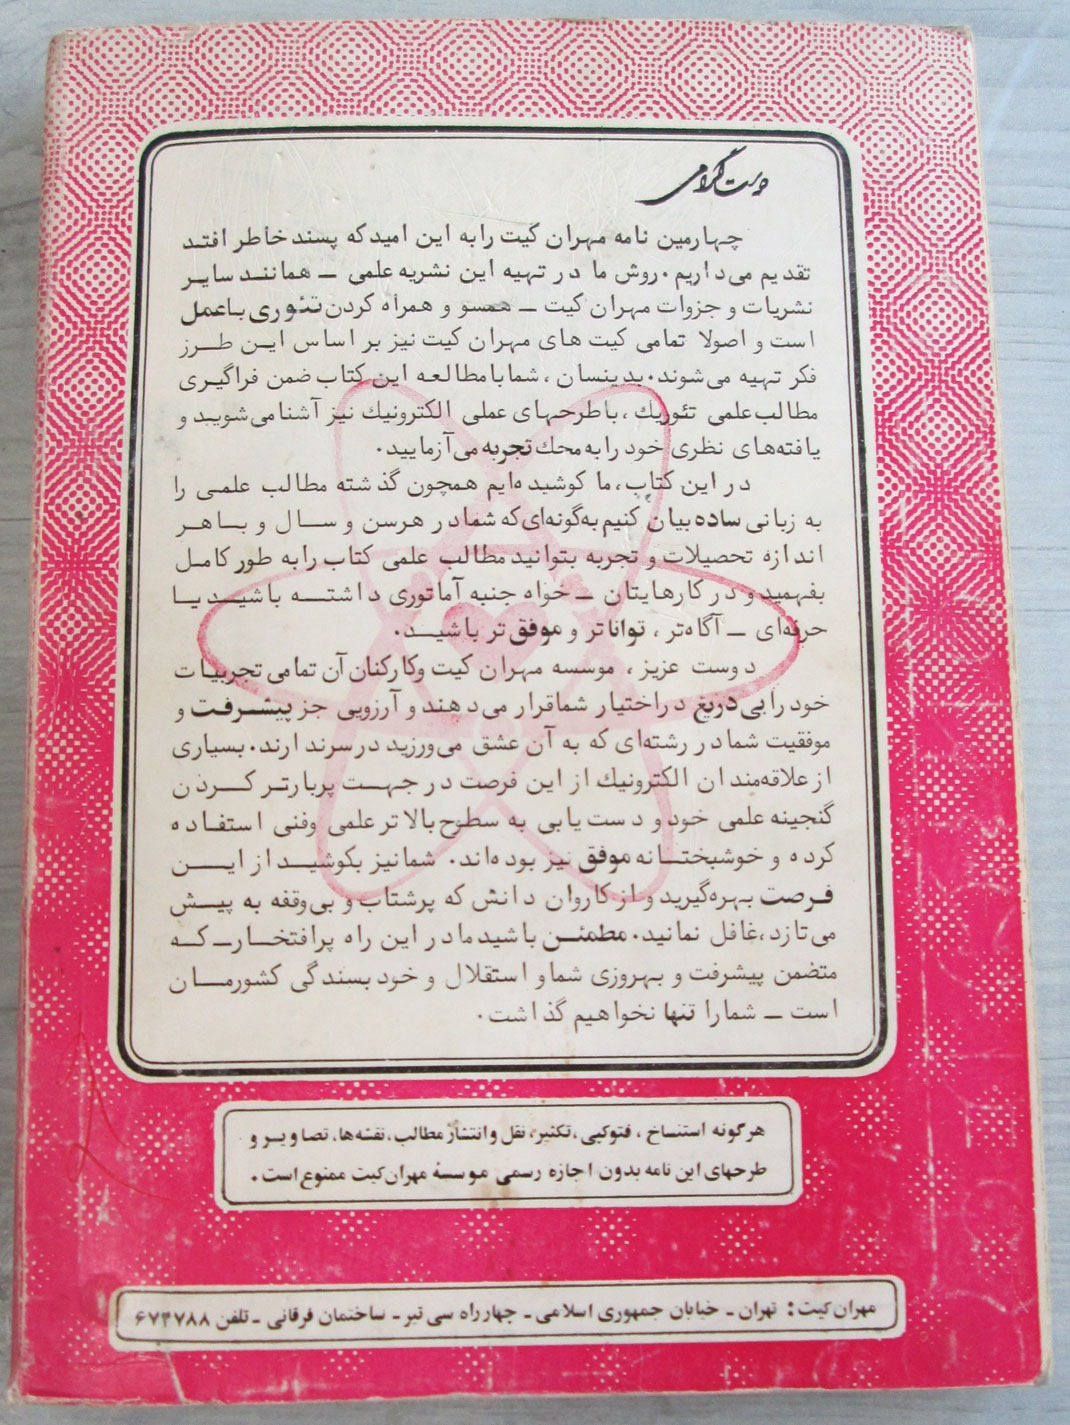 دوست گرامی
چهارمین نامه مهران کیت را به این امید که پسند خاطر افتد
تقدیم می‌داریم. روش ما در تهیه این نشریه علمی ــ همانند سایر
نشریات و جزوات مهران کیت ــ همسو و همراه کردن تئوری با عمل
است و اصولا تمامی کیت های مهران کیت نیز بر اساس این طرز
فکر تهیه می‌شوند. بدینسان ، شما با مطالعه این کتاب ضمن فراگیری
مطالب علمی تئوریك ، با طرحهای عملی الکترونیك نیز آشنا می‌شوید و
یافته‌های نظری خود را به محك تجربه می‌آزمایید.
در این کتاب، ما کوشیده‌ایم همچون گذشته مطالب علمی را
به زبانی ساده بیان کنیم به‌گونه‌ای که شما در هر سن و سال و با هر
اندازه تحصیلات و تجربه بتوانید مطالب علمی کتاب را به طور کامل
بفهمید و در کارهایتان ــ خواه جنبه آماتوری داشته باشید یا
حرفه‌ای ــ آگاه‌تر ، تواناتر و موفق‌تر باشید.
دوست عزیز ، موسسه مهران کیت و کارکنان آن تمامی تجربیات
خود را بی‌دریغ در اختیار شما قرار می‌دهند و آرزویی جز پیشرفت و
موفقیت شما در رشته‌ای که به آن عشق می‌ورزید در سر ندارند. بسیاری
از علاقه‌مندان الکترونیك از این فرصت در جهت پربارتر کردن
گنجینه علمی خود و دست یابی به سطوح بالاتر علمی وفنی استفاده
کرده و خوشبختانه موفق نیز بوده‌اند. شما نیز بکوشید از این
فرصت بهره‌گیرید و از کاروان دانش که پرشتاب و بی‌وقفه به پیش
می‌تازد، غافل نمانید. مطمئن باشید ما در این راه پرافتخار ــ که
متضمن پیشرفت و بهروزی شما و استقلال و خود بسندگی کشورمان
است ــ شما را تنها نخواهیم گذاشت.
هرگونه استنساخ ، فتوکپی ، تکثیر، نقل و انتشار مطالب، نقشه‌ها، تصاویر و
طرحهای این نامه بدون اجازه رسمی موسسهٔ مهران‌کیت ممنوع است.
مهران‌کیت: تهران ـ خیابان جمهوری اسلامی ـ چهارراه سی تیر ـ ساختمان فرقانی ـ تلفن ۶۷۴۷۸۸